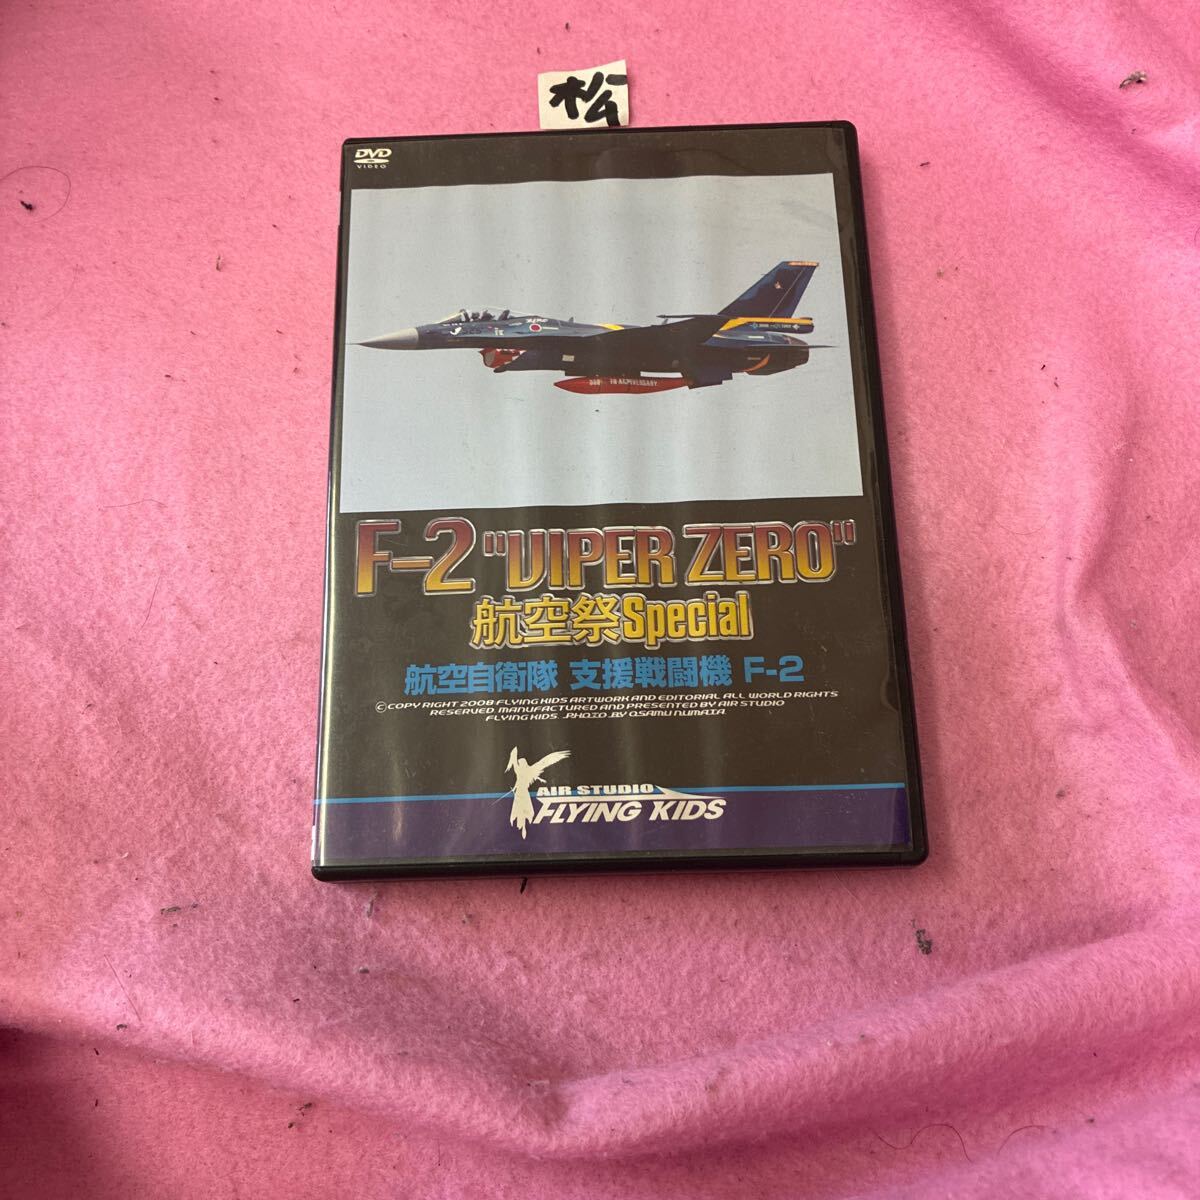 松
DVD
VIDEO
F-2 "VIPER ZERO"
航空祭Special
航空自衛隊 支援戦闘機 F-2
©COPY RIGHT 2008 FLYING KIDS ARTWORK AND EDITORIAL ALL WORLD RIGHTS
RESERVED MANUFACTURED AND PRESENTED BY AIR STUDIO
FLYING KIDS PHOTO BY OSAMU NUMATA
AIR STUDIO
FLYING KIDS